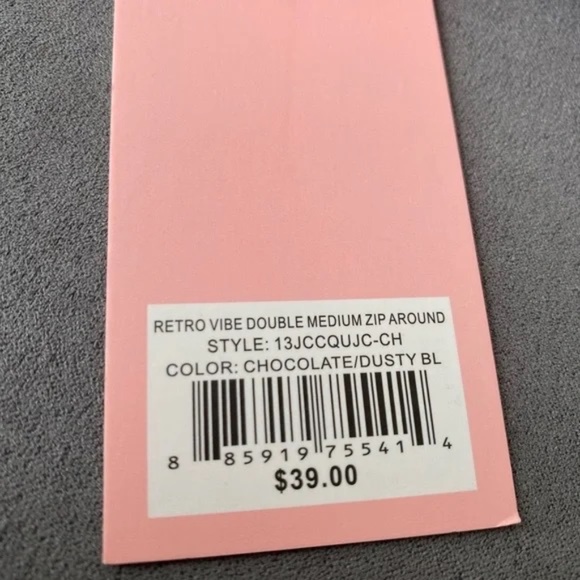 RETRO VIBE DOUBLE MEDIUM ZIP AROUND
STYLE: 13JCCQUJC-CH
COLOR: CHOCOLATE/DUSTY BL
8 85919 75541 4
$39.00